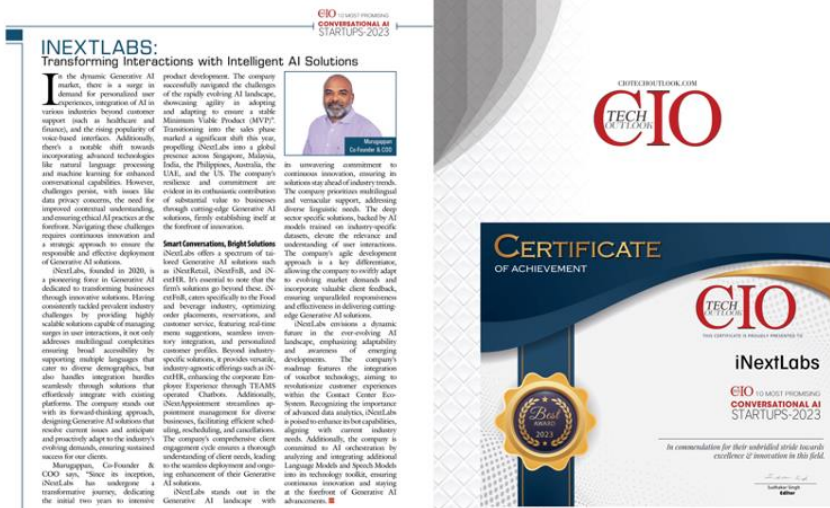 CIO 10 MOST PROMISING
CONVERSATIONAL AI
STARTUPS-2023
INEXTLABS:
Transforming Interactions with Intelligent AI Solutions
In the dynamic Generative AI
market, there is a surge in
demand for personalized user
experiences, integration of AI in
various industries beyond customer
support (such as healthcare and
finance), and the rising popularity of
voice-based interfaces. Additionally,
there's a notable shift towards
incorporating advanced technologies
like natural language processing
and machine learning for enhanced
conversational capabilities. However,
challenges persist, with issues like
data privacy concerns, the need for
improved contextual understanding,
and ensuring ethical AI practices at the
forefront. Navigating these challenges
requires continuous innovation and
a strategic approach to ensure the
responsible and effective deployment
of Generative AI solutions.
iNextLabs, founded in 2020, is
a pioneering force in Generative AI
dedicated to transforming businesses
through innovative solutions. Having
consistently tackled prevalent industry
challenges by providing highly
scalable solutions capable of managing
surges in user interactions, it not only
addresses multilingual complexities
ensuring broad accessibility by
supporting multiple languages that
cater to diverse demographics, but
also handles integration hurdles
seamlessly through solutions that
effortlessly integrate with existing
platforms. The company stands out
with its forward-thinking approach,
designing Generative AI solutions that
resolve current issues and anticipate
and proactively adapt to the industry's
evolving demands, ensuring sustained
success for our clients.
Murugappan, Co-Founder &
COO says, "Since its inception,
iNextLabs has undergone a
transformative journey, dedicating
the initial two years to intensive
product development. The company
successfully navigated the challenges
of the rapidly evolving AI landscape,
showcasing agility in adopting
and adapting to ensure a stable
Minimum Viable Product (MVP)".
Transitioning into the sales phase
marked a significant shift this year,
propelling iNextLabs into a global
presence across Singapore, Malaysia,
India, the Philippines, Australia, the
UAE, and the US. The company's
resilience and commitment are
evident in its enthusiastic contribution
of substantial value to businesses
through cutting-edge Generative AI
solutions, firmly establishing itself at
the forefront of innovation.
Smart Conversations, Bright Solutions
iNextLabs offers a spectrum of tai-
lored Generative AI solutions such
as iNextRetail, iNextFnB, and iN-
extHR. It's essential to note that the
firm's solutions go beyond these. iN-
extFnB, caters specifically to the Food
and beverage industry, optimizing
order placements, reservations, and
customer service, featuring real-time
menu suggestions, seamless inven-
tory integration, and personalized
customer profiles. Beyond industry-
specific solutions, it provides versatile,
industry-agnostic offerings such as iN-
extHR, enhancing the corporate Em-
ployee Experience through TEAMS
operated Chatbots. Additionally,
iNextAppointment streamlines ap-
pointment management for diverse
businesses, facilitating efficient sched-
uling, rescheduling, and cancellations.
The company's comprehensive client
engagement cycle ensures a thorough
understanding of client needs, leading
to the seamless deployment and ongo-
ing enhancement of their Generative
AI solutions.
iNextLabs stands out in the
Generative AI landscape with
Murugappan
Co Founder & COO
its unwavering commitment to
continuous innovation, ensuring its
solutions stay ahead of industry trends.
The company prioritizes multilingual
and vernacular support, addressing
diverse linguistic needs. The deep
sector specific solutions, backed by AI
models trained on industry-specific
datasets, elevate the relevance and
understanding of user interactions.
The company's agile development
approach is a key differentiator,
allowing the company to swiftly adapt
to evolving market demands and
incorporate valuable client feedback,
ensuring unparalleled responsiveness
and effectiveness in delivering cutting-
edge Generative AI solutions.
iNextLabs envisions a dynamic
future in the ever-evolving AI
landscape, emphasizing adaptability
and awareness of emerging
developments. The company's
roadmap features the integration
of voicebot technology, aiming to
revolutionize customer experiences
within the Contact Center Eco-
System. Recognizing the importance
of advanced data analytics, iNextLabs
is poised to enhance its bot capabilities,
aligning with current industry
needs. Additionally, the company is
committed to AI orchestration by
analyzing and integrating additional
Language Models and Speech Models
into its technology toolkit, ensuring
continuous innovation and staying
at the forefront of Generative AI
advancements.
CIOTECHOUTLOOK.COM
CIO
TECH
OUTLOOK
CERTIFICATE
OF ACHIEVEMENT
CIO
TECH
OUTLOOK
THIS CERTIFICATE IS PROUDLY PRESENTED TO
iNextLabs
CIO 10 MOST PROMISING
CONVERSATIONAL AI
STARTUPS-2023
Best
AWARD
2023
In commendation for their unbridled stride towards
excellence & innovation in this field.
Sudhakar Singh
Editor